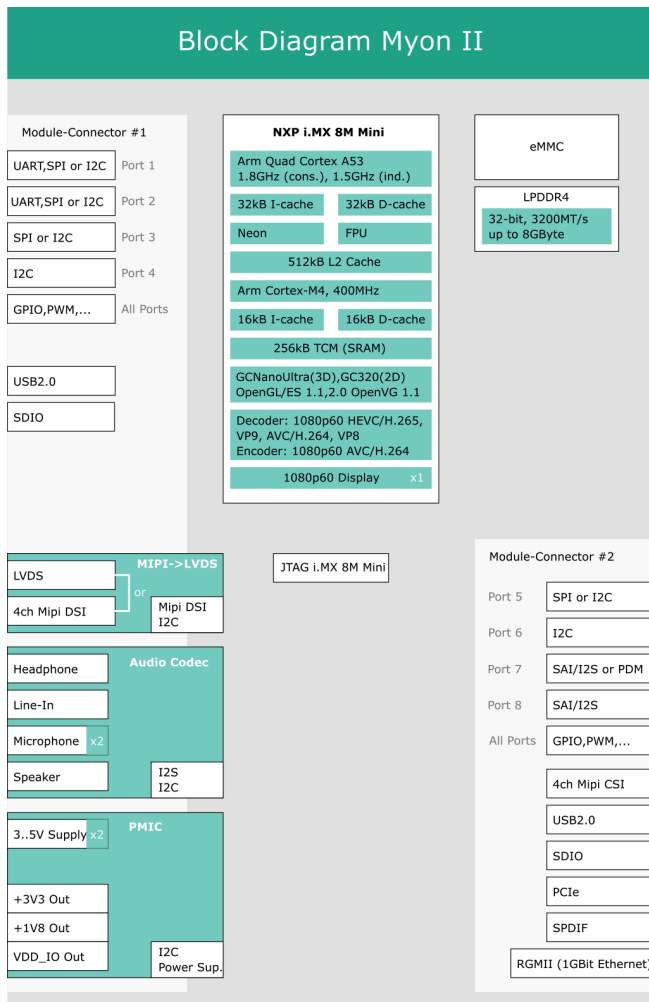 Block Diagram Myon II
Module-Connector #1
UART,SPI or I2C Port 1
UART,SPI or I2C Port 2
SPI or I2C Port 3
I2C Port 4
GPIO,PWM,... All Ports
USB2.0
SDIO
NXP i.MX 8M Mini
Arm Quad Cortex A53
1.8GHz (cons.), 1.5GHz (ind.)
32kB I-cache 32kB D-cache
Neon FPU
512kB L2 Cache
Arm Cortex-M4, 400MHz
16kB I-cache 16kB D-cache
256kB TCM (SRAM)
GCNanoUltra(3D),GC320(2D)
OpenGL/ES 1.1,2.0 OpenVG 1.1
Decoder: 1080p60 HEVC/H.265,
VP9, AVC/H.264, VP8
Encoder: 1080p60 AVC/H.264
1080p60 Display x1
eMMC
LPDDR4
32-bit, 3200MT/s
up to 8GByte
MIPI->LVDS
LVDS
or
4ch Mipi DSI
Mipi DSI
I2C
JTAG i.MX 8M Mini
Audio Codec
Headphone
Line-In
Microphone x2
Speaker
I2S
I2C
PMIC
3..5V Supply x2
+3V3 Out
+1V8 Out
VDD_IO Out
I2C
Power Sup.
Module-Connector #2
Port 5 SPI or I2C
Port 6 I2C
Port 7 SAI/I2S or PDM
Port 8 SAI/I2S
All Ports GPIO,PWM,...
4ch Mipi CSI
USB2.0
SDIO
PCIe
SPDIF
RGMII (1GBit Ethernet)